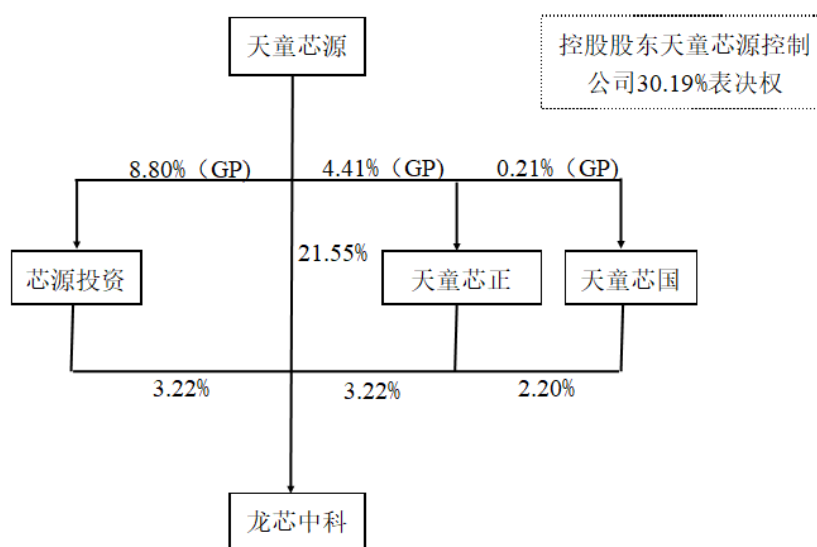 天童芯源
控股股东天童芯源控制
公司30.19%表决权
8.80%（GP)
4.41%（GP)
0.21%（GP)
芯源投资
21.55%
天童芯正
天童芯国
3.22%
3.22%
2.20%
龙芯中科